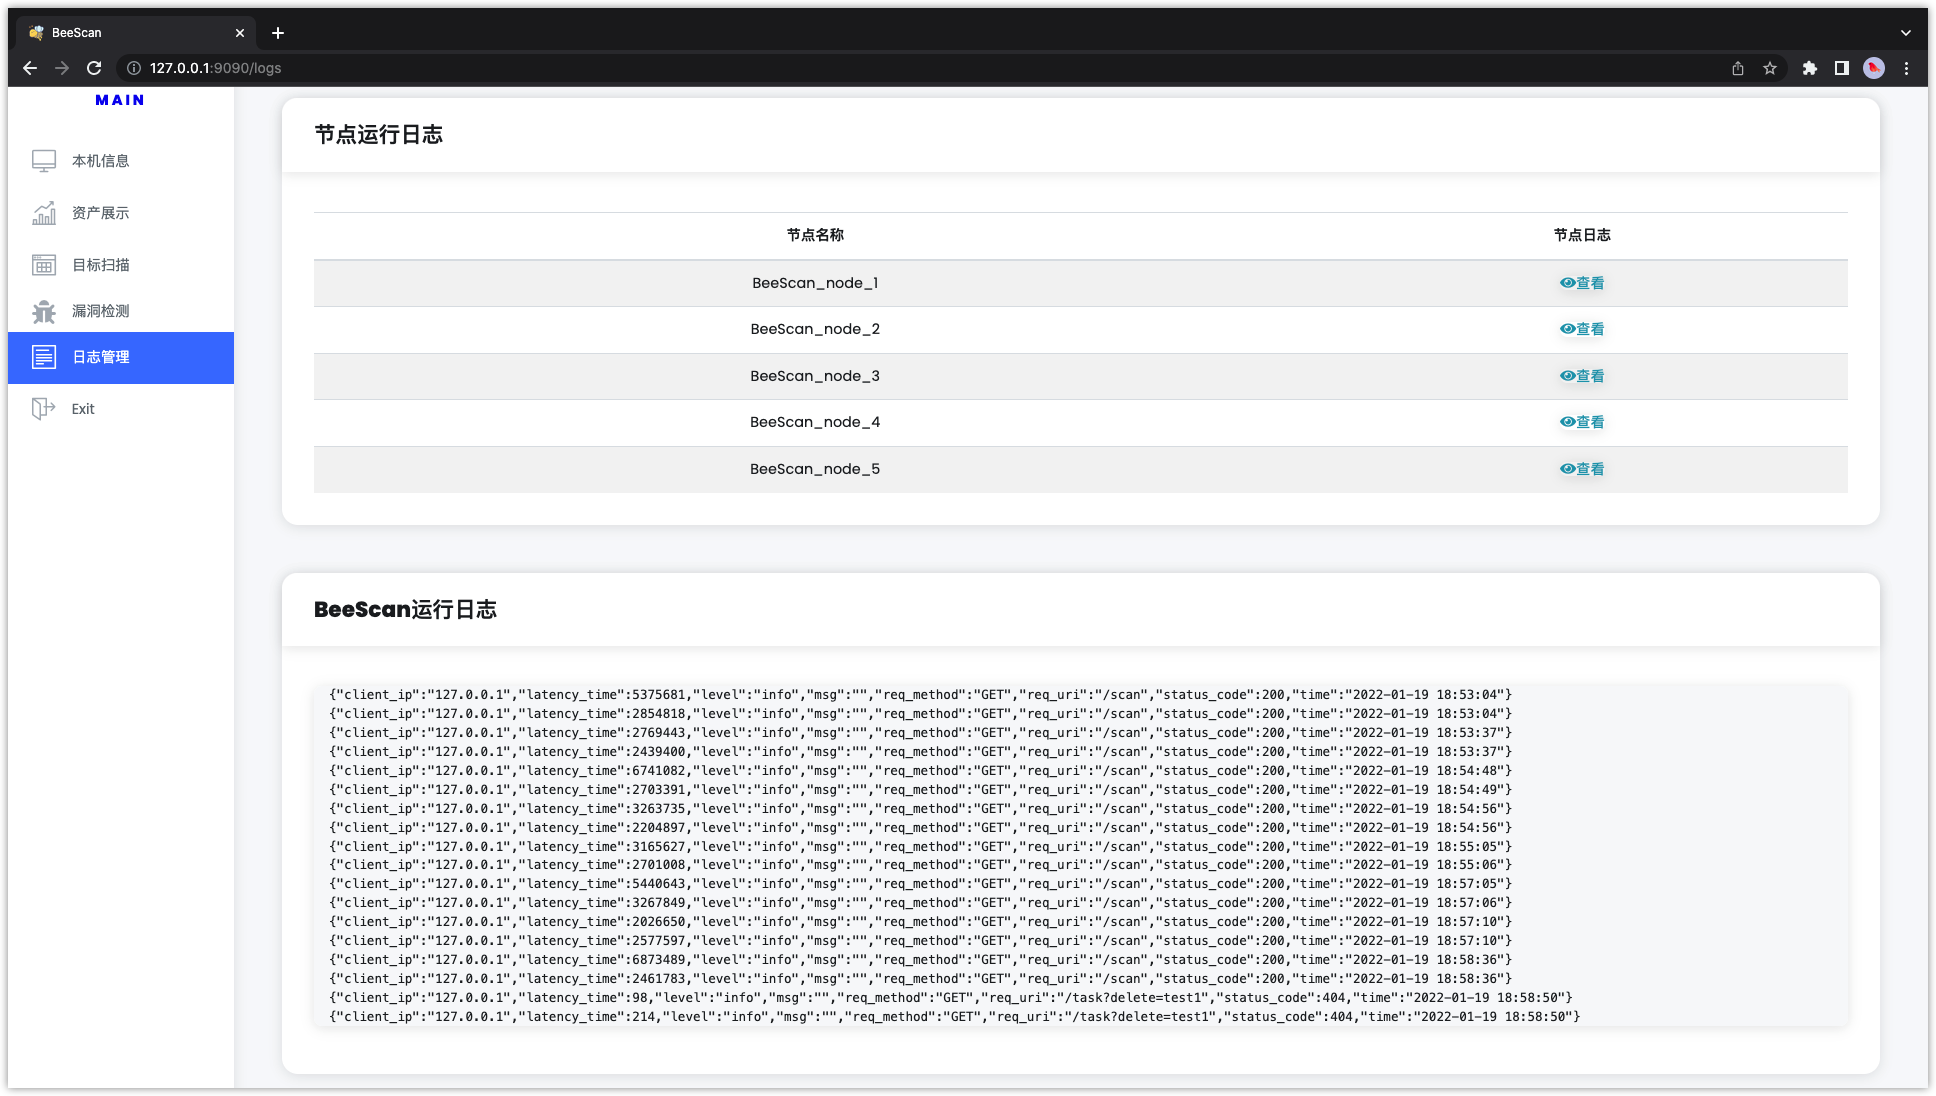 BeeScan
127.0.0.1:9090/logs
MAIN
本机信息
资产展示
目标扫描
漏洞检测
日志管理
Exit
节点运行日志
节点名称 节点日志
BeeScan_node_1 查看
BeeScan_node_2 查看
BeeScan_node_3 查看
BeeScan_node_4 查看
BeeScan_node_5 查看
BeeScan运行日志
{"client_ip":"127.0.0.1","latency_time":5375681,"level":"info","msg":"","req_method":"GET","req_uri":"/scan","status_code":200,"time":"2022-01-19 18:53:04"}
{"client_ip":"127.0.0.1","latency_time":2854818,"level":"info","msg":"","req_method":"GET","req_uri":"/scan","status_code":200,"time":"2022-01-19 18:53:04"}
{"client_ip":"127.0.0.1","latency_time":2769443,"level":"info","msg":"","req_method":"GET","req_uri":"/scan","status_code":200,"time":"2022-01-19 18:53:37"}
{"client_ip":"127.0.0.1","latency_time":2439400,"level":"info","msg":"","req_method":"GET","req_uri":"/scan","status_code":200,"time":"2022-01-19 18:53:37"}
{"client_ip":"127.0.0.1","latency_time":6741082,"level":"info","msg":"","req_method":"GET","req_uri":"/scan","status_code":200,"time":"2022-01-19 18:54:48"}
{"client_ip":"127.0.0.1","latency_time":2703391,"level":"info","msg":"","req_method":"GET","req_uri":"/scan","status_code":200,"time":"2022-01-19 18:54:49"}
{"client_ip":"127.0.0.1","latency_time":3263735,"level":"info","msg":"","req_method":"GET","req_uri":"/scan","status_code":200,"time":"2022-01-19 18:54:56"}
{"client_ip":"127.0.0.1","latency_time":2204897,"level":"info","msg":"","req_method":"GET","req_uri":"/scan","status_code":200,"time":"2022-01-19 18:54:56"}
{"client_ip":"127.0.0.1","latency_time":3165627,"level":"info","msg":"","req_method":"GET","req_uri":"/scan","status_code":200,"time":"2022-01-19 18:55:05"}
{"client_ip":"127.0.0.1","latency_time":2701008,"level":"info","msg":"","req_method":"GET","req_uri":"/scan","status_code":200,"time":"2022-01-19 18:55:06"}
{"client_ip":"127.0.0.1","latency_time":5440643,"level":"info","msg":"","req_method":"GET","req_uri":"/scan","status_code":200,"time":"2022-01-19 18:57:05"}
{"client_ip":"127.0.0.1","latency_time":3267849,"level":"info","msg":"","req_method":"GET","req_uri":"/scan","status_code":200,"time":"2022-01-19 18:57:06"}
{"client_ip":"127.0.0.1","latency_time":2026650,"level":"info","msg":"","req_method":"GET","req_uri":"/scan","status_code":200,"time":"2022-01-19 18:57:10"}
{"client_ip":"127.0.0.1","latency_time":2577597,"level":"info","msg":"","req_method":"GET","req_uri":"/scan","status_code":200,"time":"2022-01-19 18:57:10"}
{"client_ip":"127.0.0.1","latency_time":6873489,"level":"info","msg":"","req_method":"GET","req_uri":"/scan","status_code":200,"time":"2022-01-19 18:58:36"}
{"client_ip":"127.0.0.1","latency_time":2461783,"level":"info","msg":"","req_method":"GET","req_uri":"/scan","status_code":200,"time":"2022-01-19 18:58:36"}
{"client_ip":"127.0.0.1","latency_time":98,"level":"info","msg":"","req_method":"GET","req_uri":"/task?delete=test1","status_code":404,"time":"2022-01-19 18:58:50"}
{"client_ip":"127.0.0.1","latency_time":214,"level":"info","msg":"","req_method":"GET","req_uri":"/task?delete=test1","status_code":404,"time":"2022-01-19 18:58:50"}